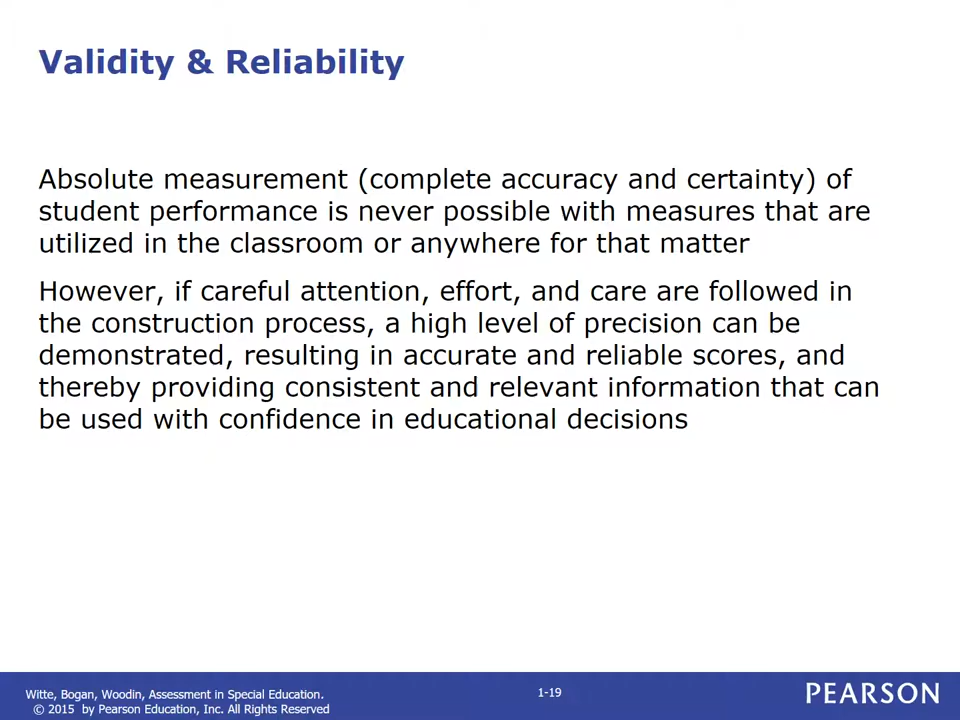 Validity & Reliability
Absolute measurement (complete accuracy and certainty) of
student performance is never possible with measures that are
utilized in the classroom or anywhere for that matter
However, if careful attention, effort, and care are followed in
the construction process, a high level of precision can be
demonstrated, resulting in accurate and reliable scores, and
thereby providing consistent and relevant information that can
be used with confidence in educational decisions
Witte, Bogan, Woodin, Assessment in Special Education.
© 2015 by Pearson Education, Inc. All Rights Reserved
1-19
PEARSON